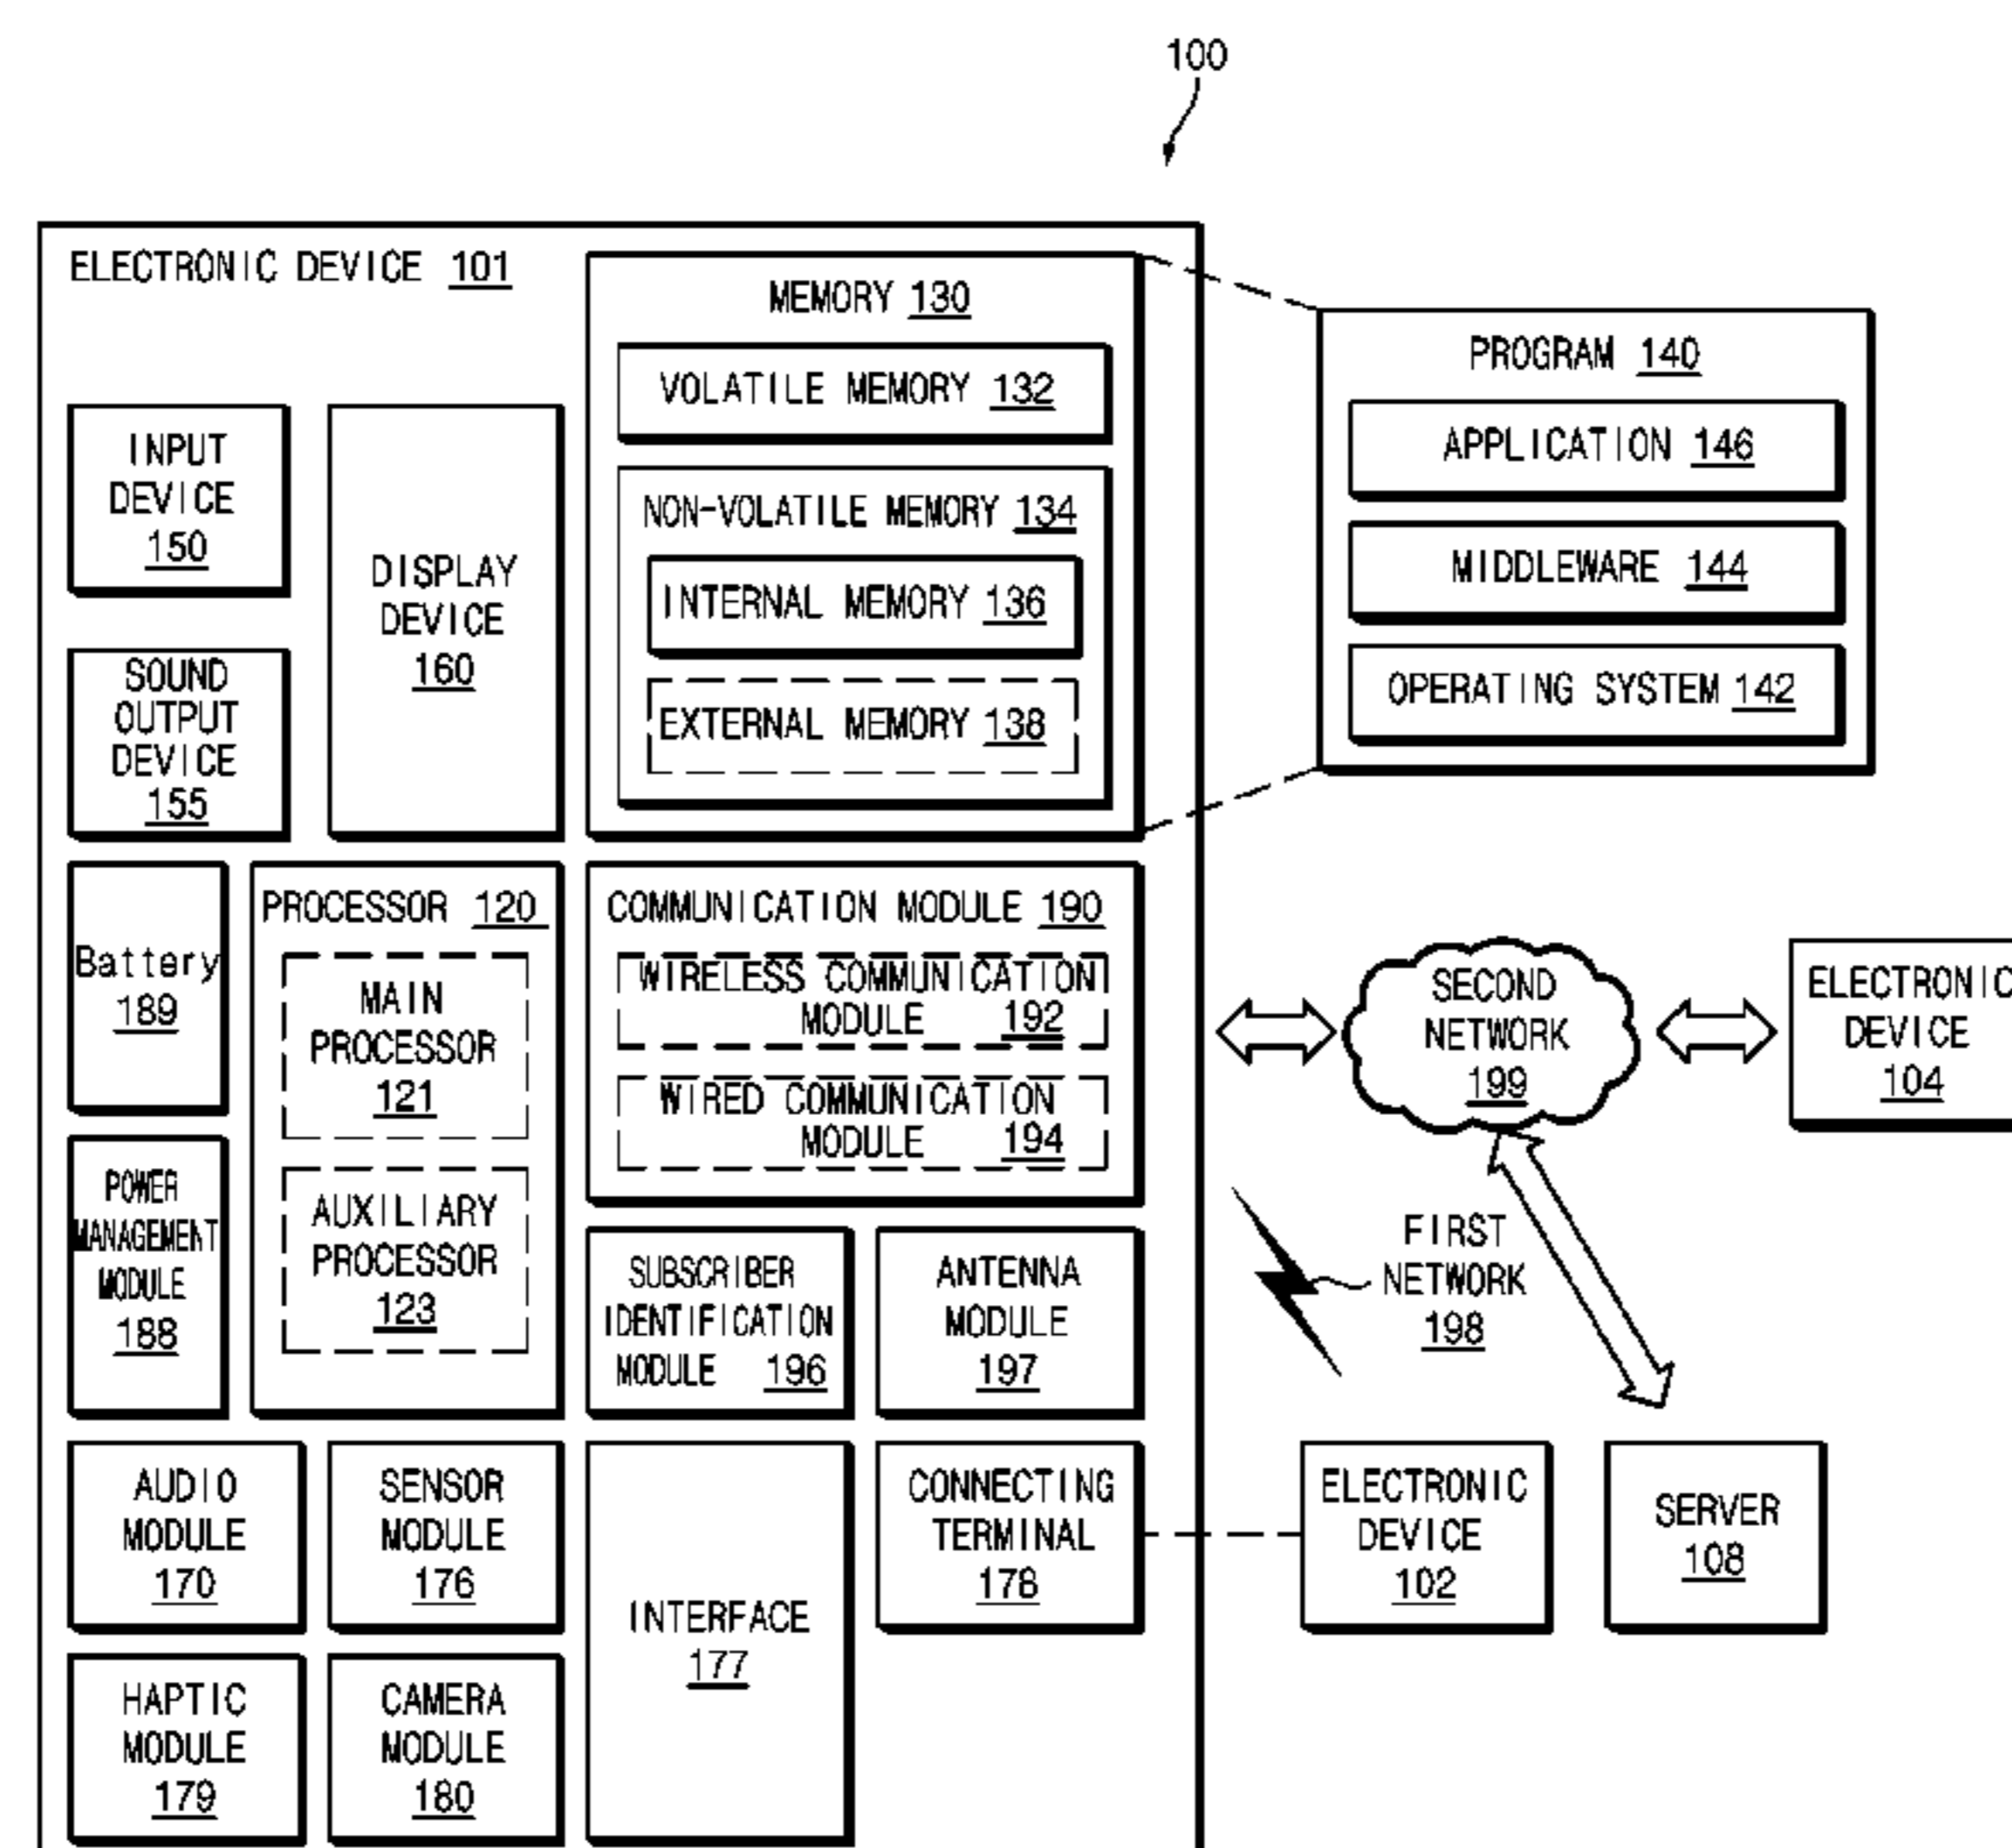 100
ELECTRONIC DEVICE 101
MEMORY 130
VOLATILE MEMORY 132
NON-VOLATILE MEMORY 134
INTERNAL MEMORY 136
EXTERNAL MEMORY 138
PROGRAM 140
APPLICATION 146
MIDDLEWARE 144
OPERATING SYSTEM 142
INPUT
DEVICE
150
SOUND
OUTPUT
DEVICE
155
DISPLAY
DEVICE
160
Battery
189
POWER
MANAGEMENT
MODULE
188
PROCESSOR 120
MAIN
PROCESSOR
121
AUXILIARY
PROCESSOR
123
COMMUNICATION MODULE 190
WIRELESS COMMUNICATION
MODULE 192
WIRED COMMUNICATION
MODULE 194
SUBSCRIBER
IDENTIFICATION
MODULE 196
ANTENNA
MODULE
197
SECOND
NETWORK
199
ELECTRONIC
DEVICE
104
FIRST
NETWORK
198
AUDIO
MODULE
170
SENSOR
MODULE
176
INTERFACE
177
CONNECTING
TERMINAL
178
ELECTRONIC
DEVICE
102
SERVER
108
HAPTIC
MODULE
179
CAMERA
MODULE
180